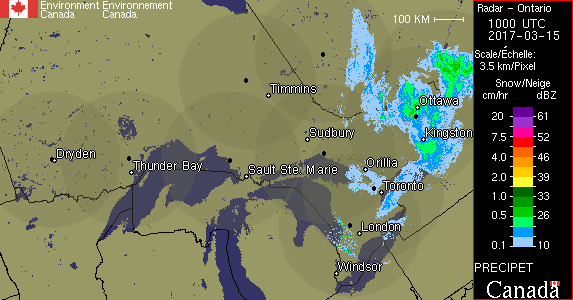 Environment Environnement
Canada Canada
100 KM
Timmins
Ottawa
Sudbury
Kingston
Dryden
Thunder Bay
Sault Ste. Marie
Orillia
Toronto
London
Windsor
Radar - Ontario
1000 UTC
2017-03-15
Scale/Échelle:
3.5 km/Pixel
Snow/Neige
cm/hr dBZ
20 61
7.5 52
4.0 46
2.0 39
1.0 33
0.5 26
0.1 10
PRECIPET
Canada